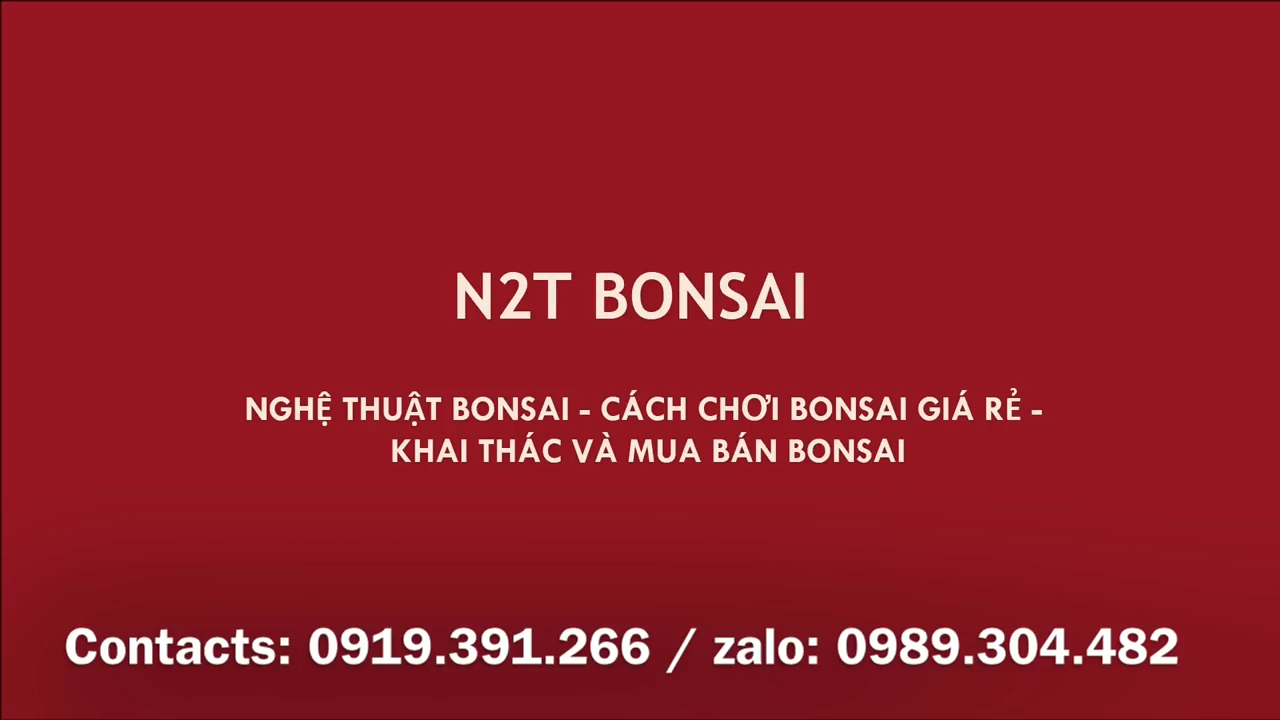 N2T BONSAI
NGHỆ THUẬT BONSAI - CÁCH CHƠI BONSAI GIÁ RẺ -
KHAI THÁC VÀ MUA BÁN BONSAI
Contacts: 0919.391.266 / zalo: 0989.304.482